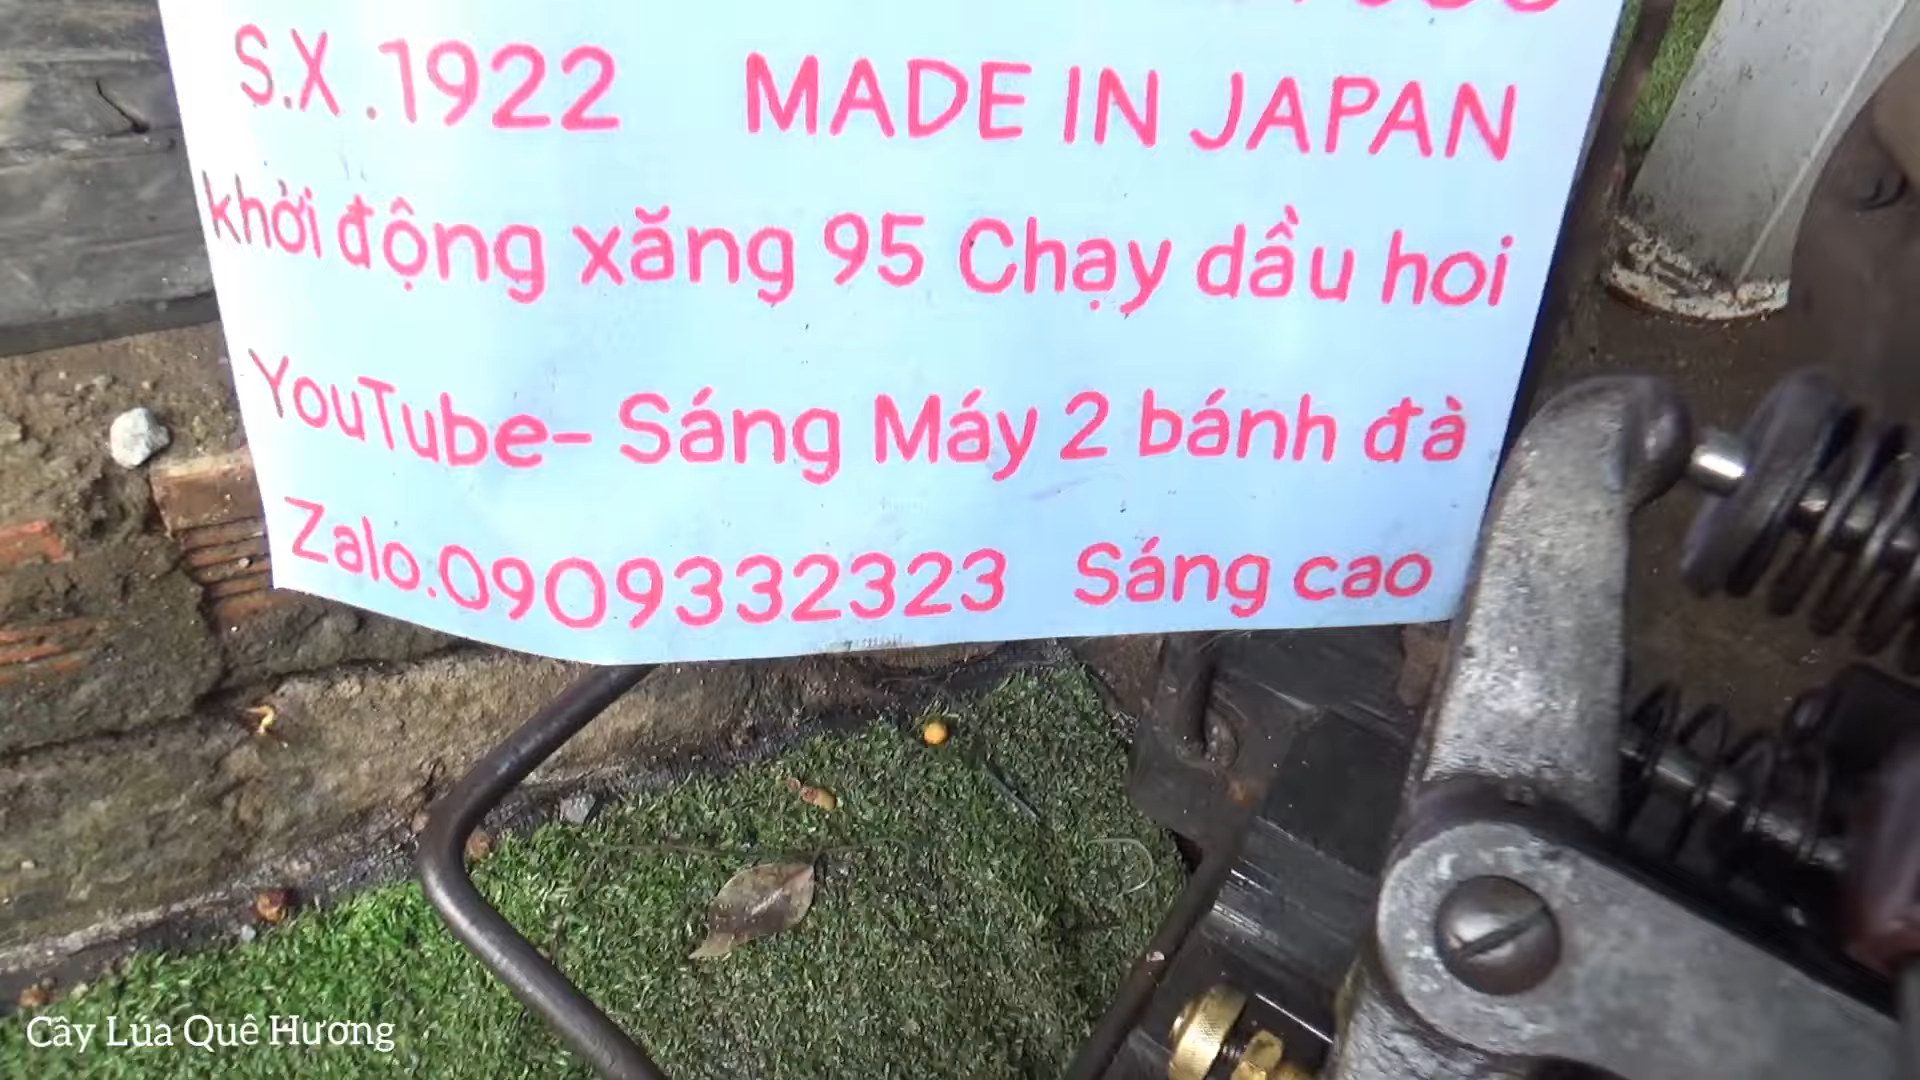 S.X .1922 MADE IN JAPAN
khởi động xăng 95 Chạy dầu hoi
YouTube- Sáng Máy 2 bánh đà
Zalo.0909332323 Sáng cao
Cây Lúa Quê Hương